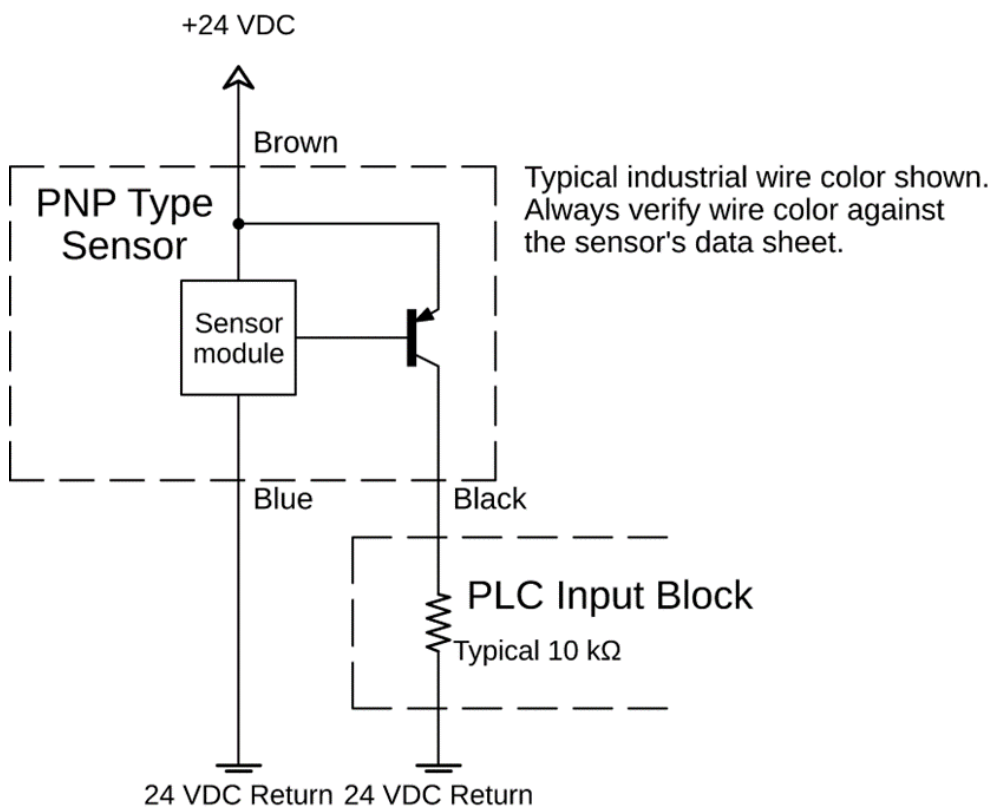 +24 VDC
Brown
PNP Type
Sensor
Typical industrial wire color shown.
Always verify wire color against
the sensor's data sheet.
Sensor
module
Blue
Black
PLC Input Block
Typical 10 kΩ
24 VDC Return
24 VDC Return